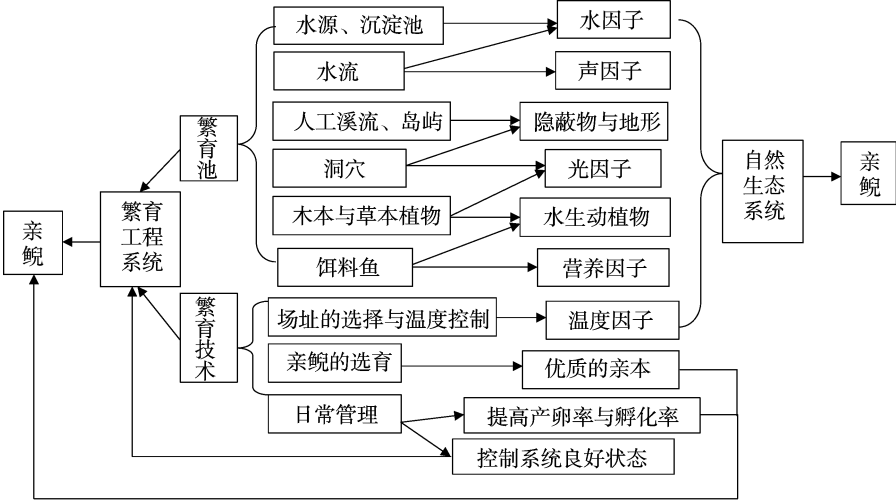 水源、沉淀池
水因子
水流
声因子
人工溪流、岛屿
隐蔽物与地形
繁育池
洞穴
光因子
自然
生态
系统
亲
鲵
木本与草本植物
水生动植物
繁育
工程
系统
亲
鲵
饵料鱼
营养因子
繁育技术
场址的选择与温度控制
温度因子
亲鲵的选育
优质的亲本
日常管理
提高产卵率与孵化率
控制系统良好状态